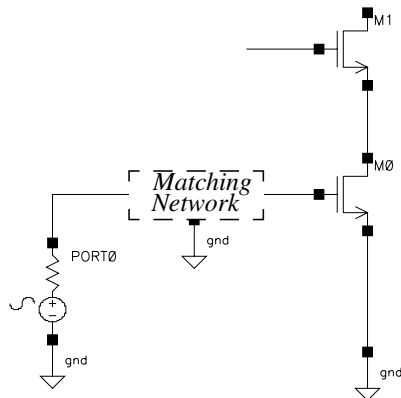 M1
MØ
Matching
Network
gnd
PORTØ
gnd
gnd